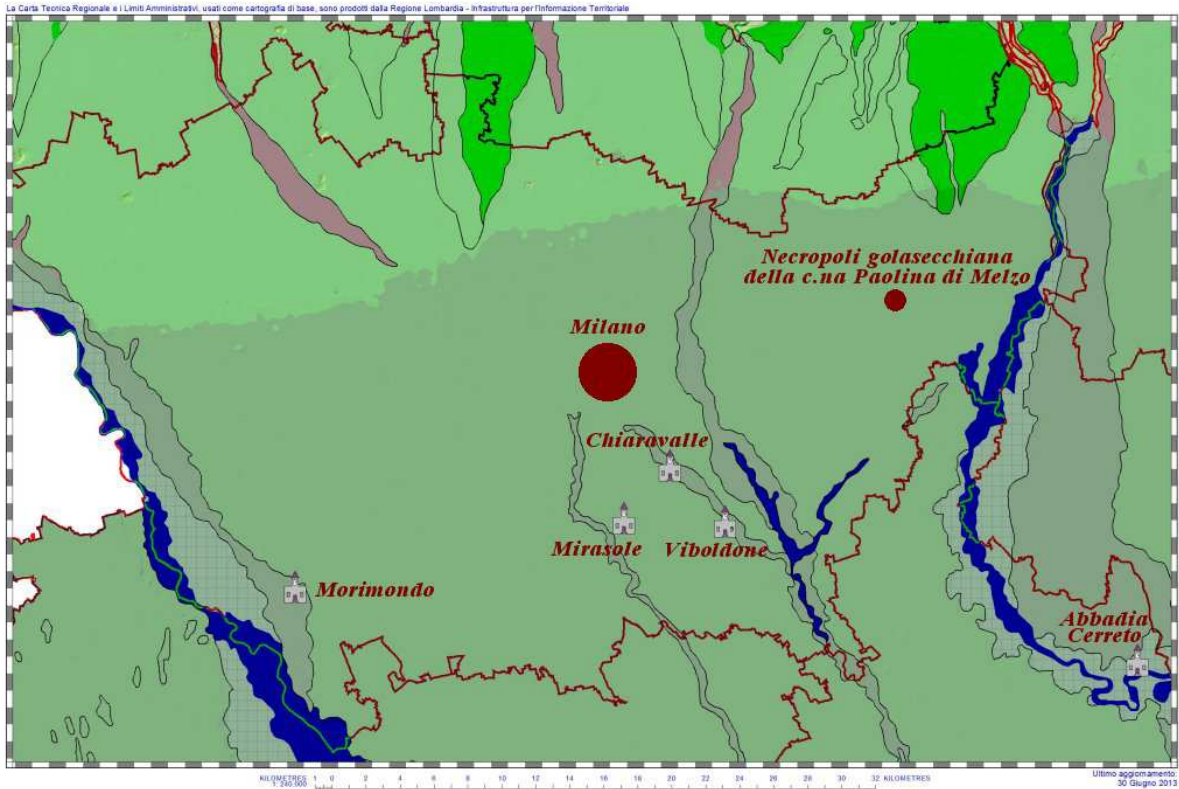 La Carta Tecnica Regionale e i Limiti Amministrativi, usati come cartografia di base, sono prodotti dalla Regione Lombardia - Infrastruttura per l'Informazione Territoriale
Necropoli golasecchiana
della c.na Paolina di Melzo
Milano
Chiaravalle
Mirasole
Viboldone
Morimondo
Abbadia
Cerreto
KILOMETRES 1 0 2 4 6 8 10 12 14 16 18 20 22 24 26 28 30 32 KILOMETRES
1: 240.000
Ultimo aggiornamento:
30 Giugno 2013